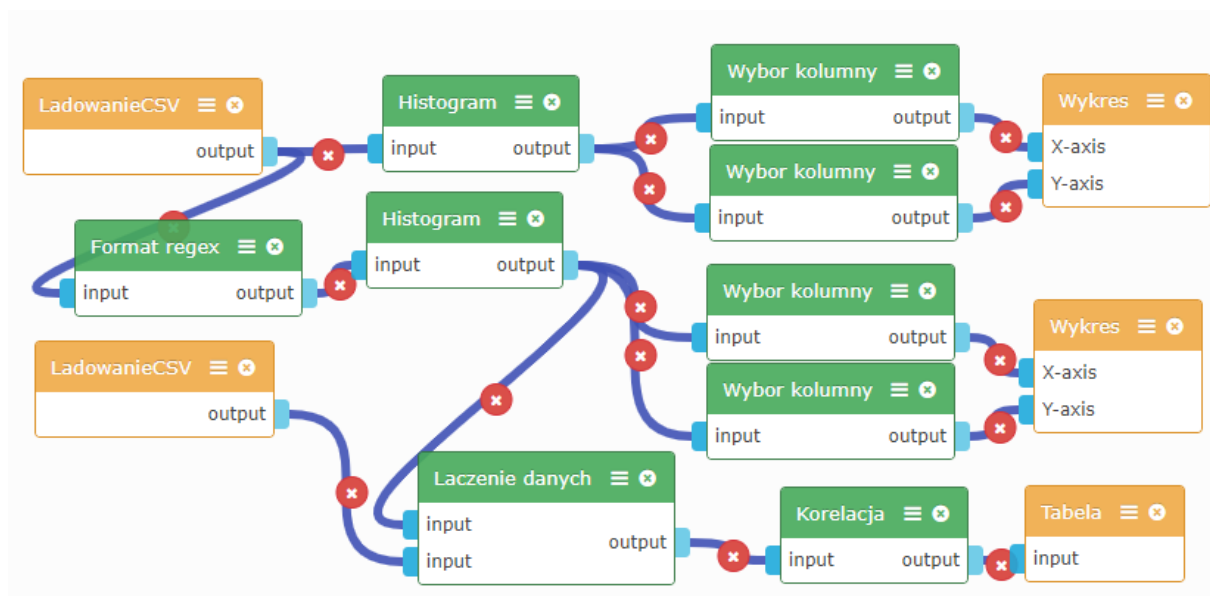 LadowanieCSV
output
Histogram
input output
Wybor kolumny
input output
Wybor kolumny
input output
Wykres
X-axis
Y-axis
Format regex
input output
Histogram
input output
Wybor kolumny
input output
Wybor kolumny
input output
Wykres
X-axis
Y-axis
LadowanieCSV
output
Laczenie danych
input
output
input
Korelacja
input output
Tabela
input